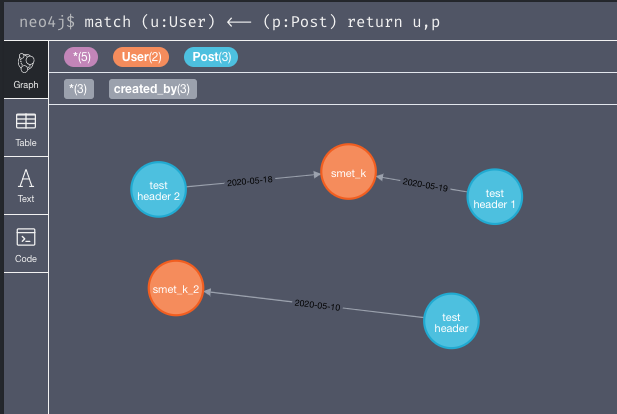 neo4j$ match (u:User) <-- (p:Post) return u,p
Graph
*(5) User(2) Post(3)
*(3) created_by(3)
Table
Text
Code
test
header 2
2020-05-18
smet_k
2020-05-19
test
header 1
smet_k_2
2020-05-10
test
header